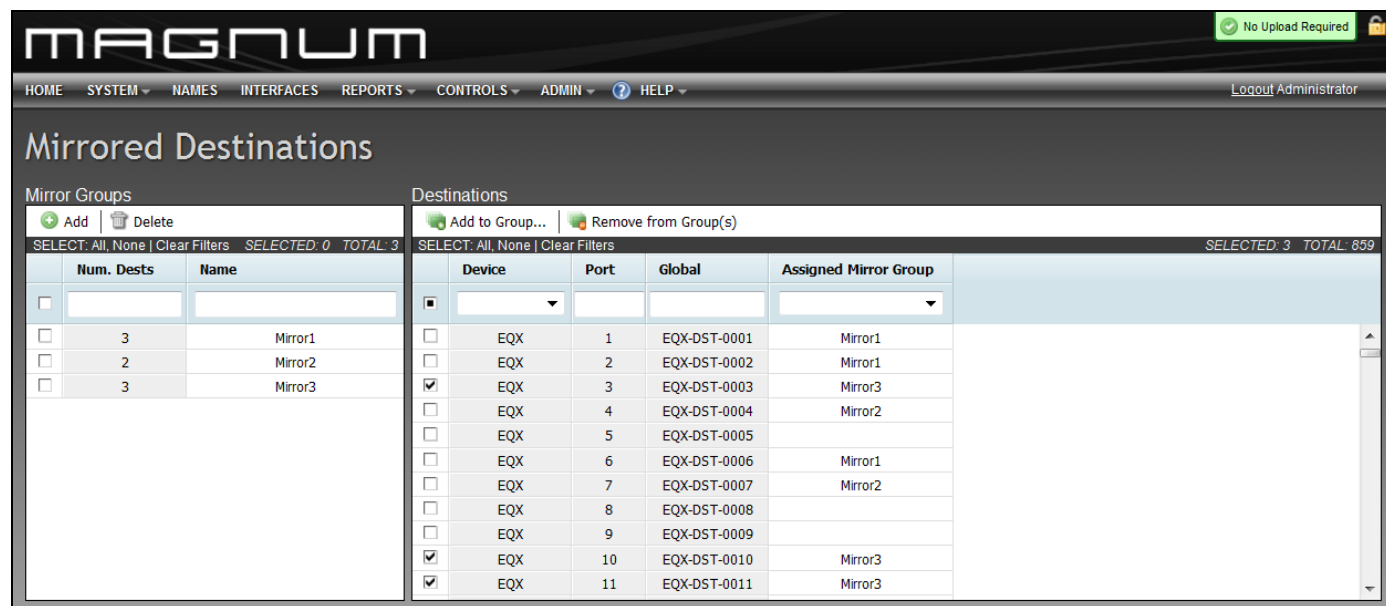 MAGNUM
No Upload Required
HOME SYSTEM NAMES INTERFACES REPORTS CONTROLS ADMIN ? HELP Logout Administrator
Mirrored Destinations
Mirror Groups
Add Delete
SELECT: All, None | Clear Filters SELECTED: 0 TOTAL: 3
Num. Dests Name
3 Mirror1
2 Mirror2
3 Mirror3
Destinations
Add to Group... Remove from Group(s)
SELECT: All, None | Clear Filters SELECTED: 3 TOTAL: 859
Device Port Global Assigned Mirror Group
EQX 1 EQX-DST-0001 Mirror1
EQX 2 EQX-DST-0002 Mirror1
EQX 3 EQX-DST-0003 Mirror3
EQX 4 EQX-DST-0004 Mirror2
EQX 5 EQX-DST-0005
EQX 6 EQX-DST-0006 Mirror1
EQX 7 EQX-DST-0007 Mirror2
EQX 8 EQX-DST-0008
EQX 9 EQX-DST-0009
EQX 10 EQX-DST-0010 Mirror3
EQX 11 EQX-DST-0011 Mirror3